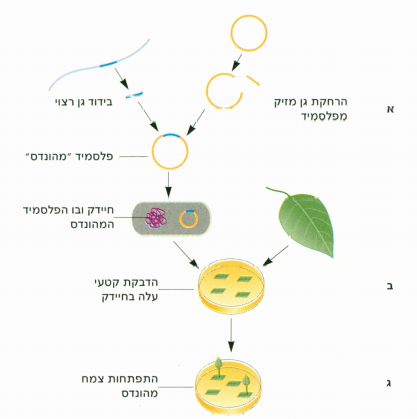 הרחקת גן מזיק
מפלסמיד
א
בידוד גן רצוי
פלסמיד "מהונדס"
חיידק ובו הפלסמיד
המהונדס
ב
הדבקת קטעי
עלה בחיידק
ג
התפתחות צמח
מהונדס